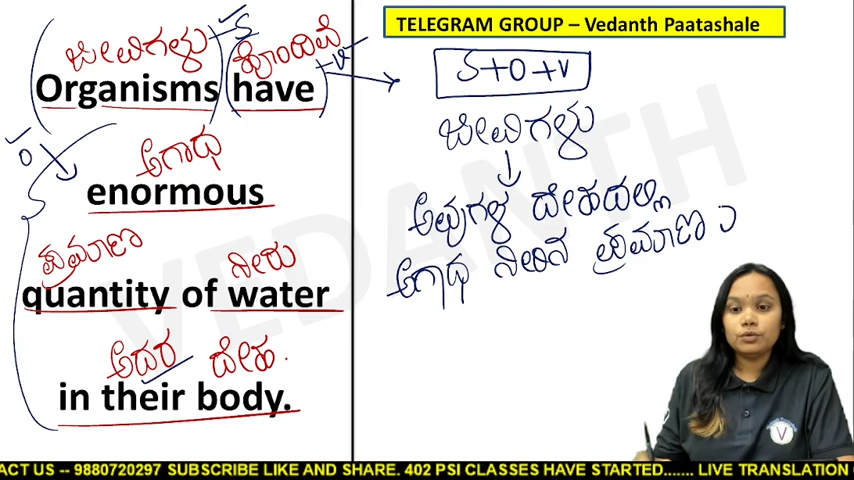 TELEGRAM GROUP – Vedanth Paatashale
ಜೀವಿಗಳು S ಹೊಂದಿವೆ
Organisms have
+V
O ಅಗಾಧ
enormous
ಪ್ರಮಾಣ ನೀರು
quantity of water
ಅದರ ದೇಹ.
in their body.
S+O+V
ಜೀವಿಗಳು
ಅವುಗಳ ದೇಹದಲ್ಲಿ
ಅಗಾಧ ನೀರಿನ ಪ್ರಮಾಣ
VEDANTH
V
ACT US -- 9880720297 SUBSCRIBE LIKE AND SHARE. 402 PSI CLASSES HAVE STARTED....... LIVE TRANSLATION